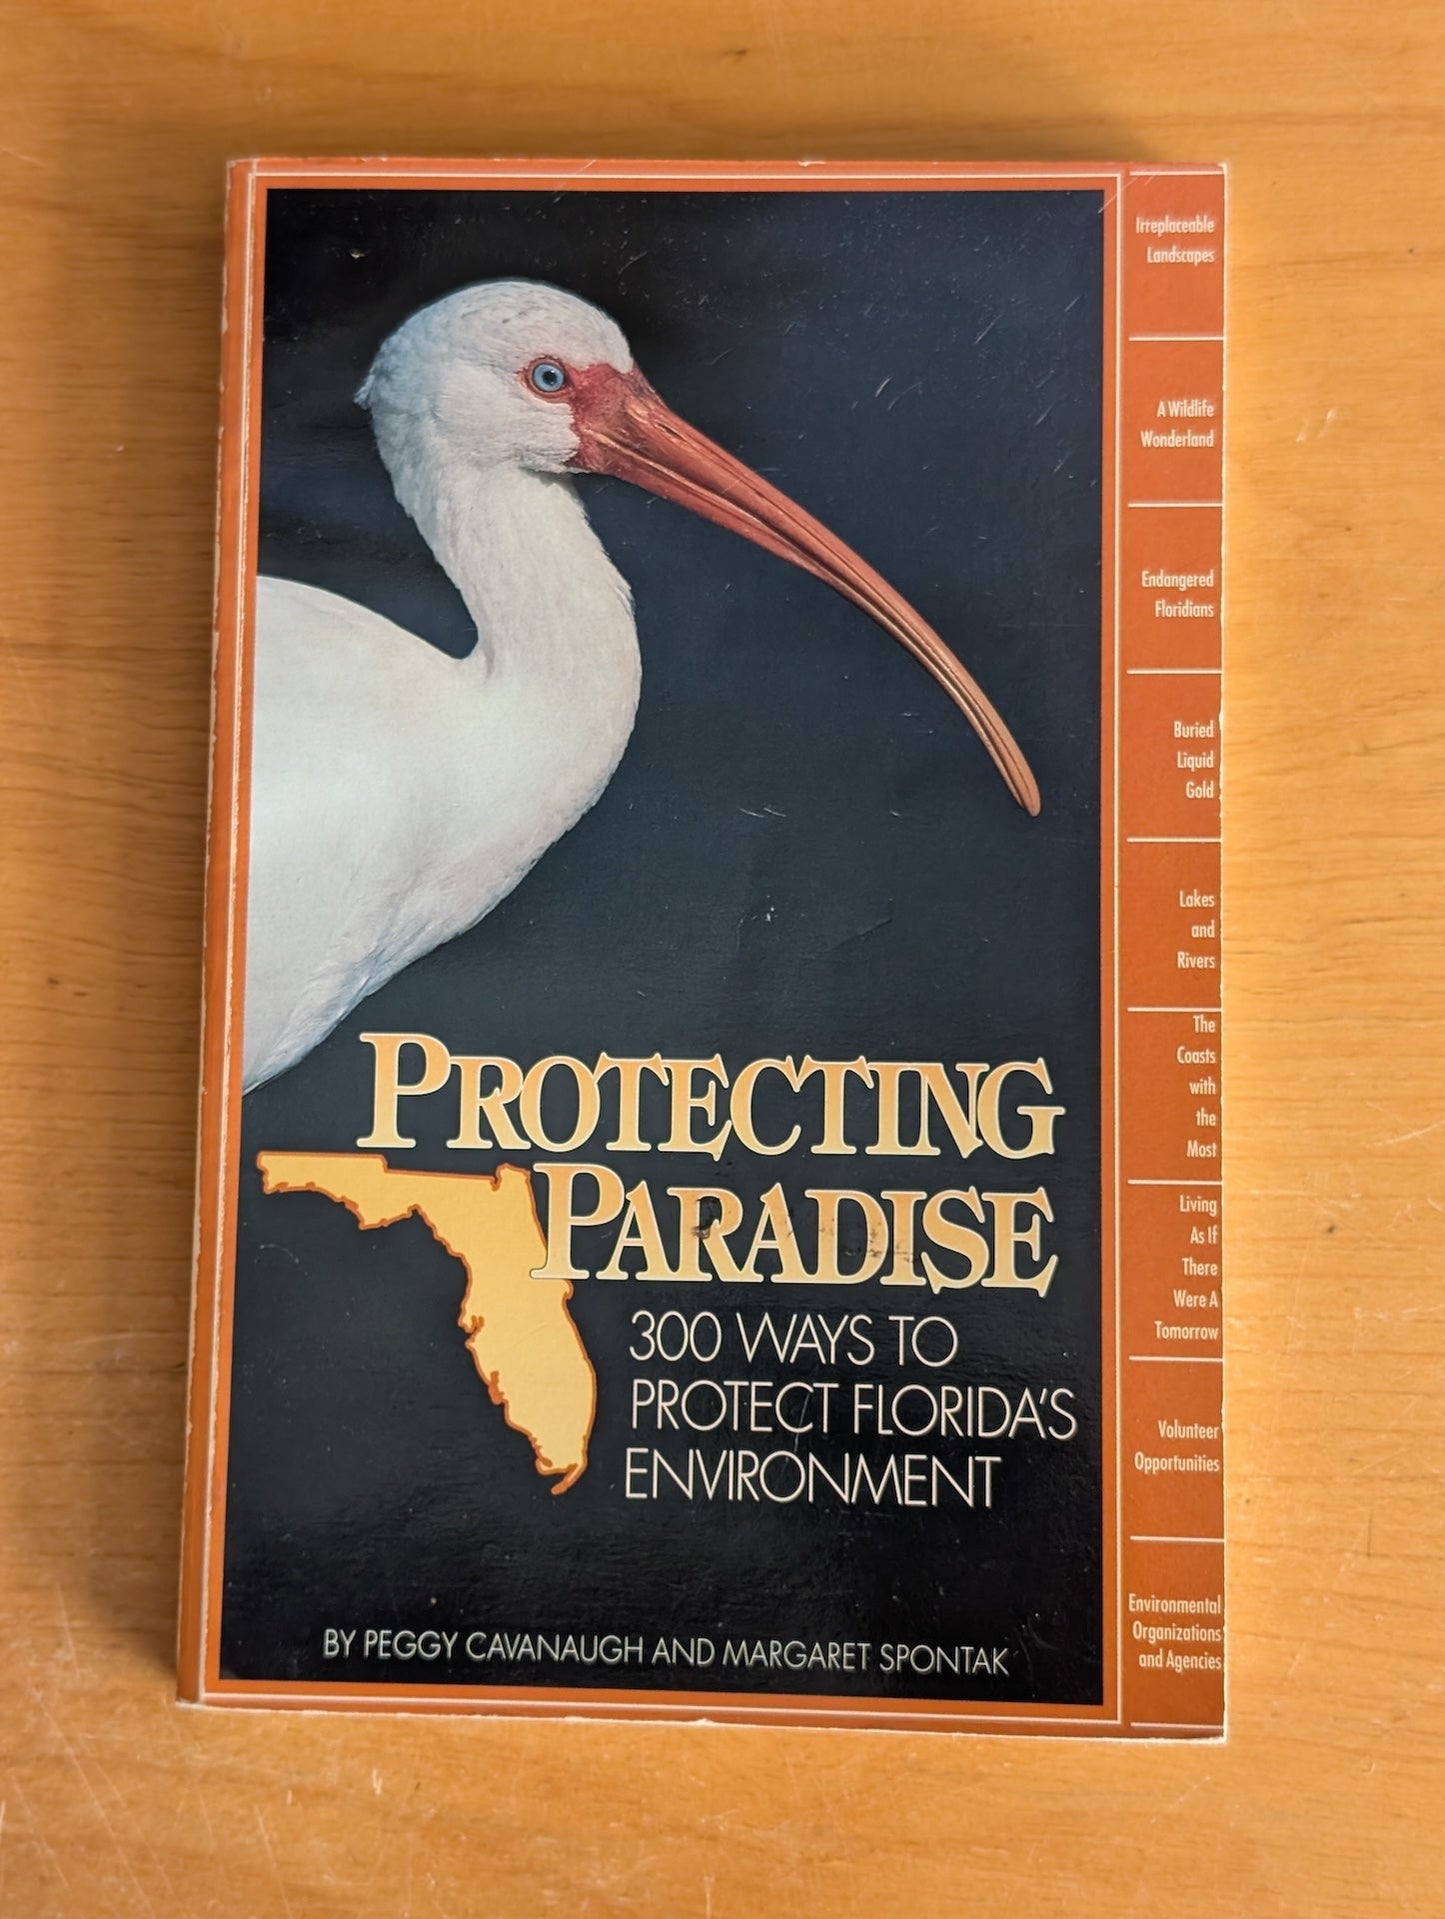 PROTECTING
PARADISE
300 WAYS TO
PROTECT FLORIDA'S
ENVIRONMENT
BY PEGGY CAVANAUGH AND MARGARET SPONTAK
Irreplaceable
Landscapes
A Wildlife
Wonderland
Endangered
Floridians
Buried
Liquid
Gold
Lakes
and
Rivers
The
Coasts
with
the
Most
Living
As If
There
Were A
Tomorrow
Volunteer
Opportunities
Environmental
Organizations
and Agencies